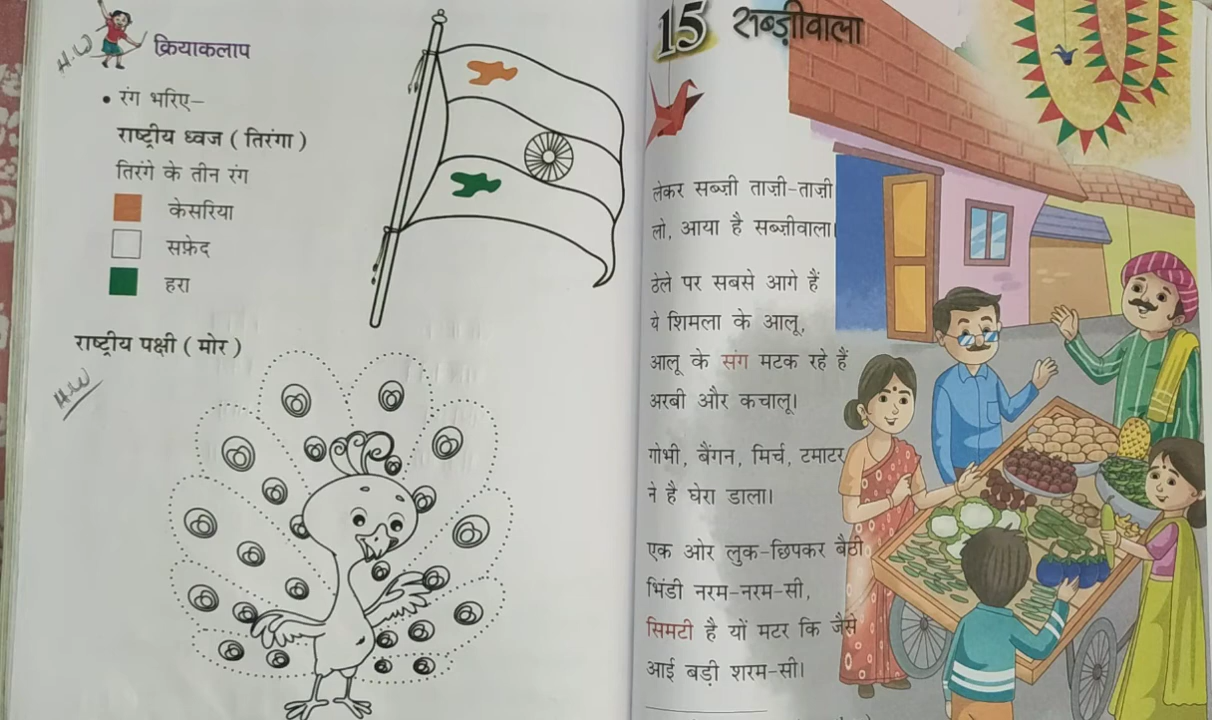 H.W
क्रियाकलाप
• रंग भरिए–
राष्ट्रीय ध्वज ( तिरंगा )
तिरंगे के तीन रंग
केसरिया
सफ़ेद
हरा
राष्ट्रीय पक्षी ( मोर )
H.W
15 सब्ज़ीवाला
लेकर सब्ज़ी ताज़ी-ताज़ी
लो, आया है सब्ज़ीवाला।
ठेले पर सबसे आगे हैं
ये शिमला के आलू,
आलू के संग मटक रहे हैं
अरबी और कचालू।
गोभी, बैंगन, मिर्च, टमाटर
ने है घेरा डाला।
एक ओर लुक-छिपकर बैठी
भिंडी नरम-नरम-सी,
सिमटी है यों मटर कि जैसे
आई बड़ी शरम-सी।